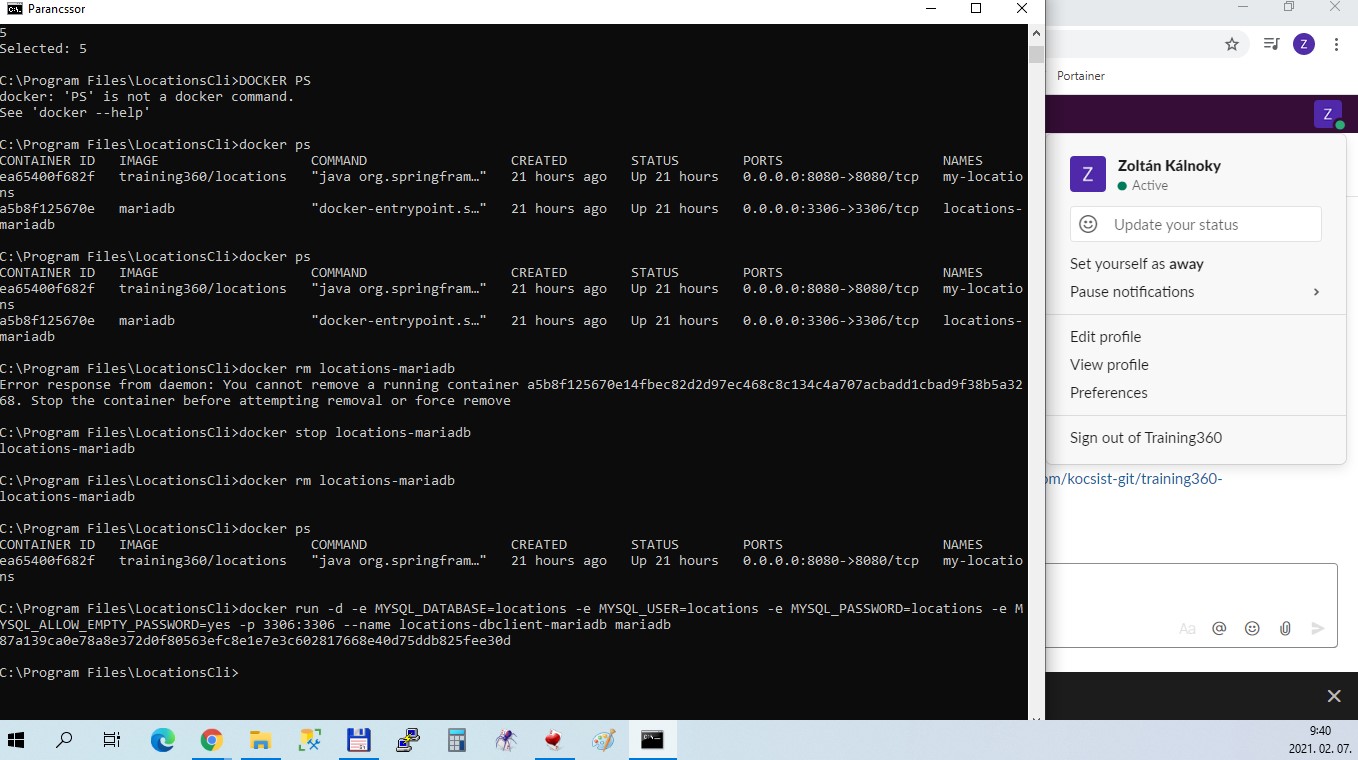 Parancssor
5
Selected: 5
C:\Program Files\LocationsCli>DOCKER PS
docker: 'PS' is not a docker command.
See 'docker --help'
C:\Program Files\LocationsCli>docker ps
CONTAINER ID   IMAGE                   COMMAND                  CREATED        STATUS        PORTS                    NAMES
ea65400f682f   training360/locations   "java org.springfram…"   21 hours ago   Up 21 hours   0.0.0.0:8080->8080/tcp   my-locatio
ns
a5b8f125670e   mariadb                 "docker-entrypoint.s…"   21 hours ago   Up 21 hours   0.0.0.0:3306->3306/tcp   locations-
mariadb
C:\Program Files\LocationsCli>docker ps
CONTAINER ID   IMAGE                   COMMAND                  CREATED        STATUS        PORTS                    NAMES
ea65400f682f   training360/locations   "java org.springfram…"   21 hours ago   Up 21 hours   0.0.0.0:8080->8080/tcp   my-locatio
ns
a5b8f125670e   mariadb                 "docker-entrypoint.s…"   21 hours ago   Up 21 hours   0.0.0.0:3306->3306/tcp   locations-
mariadb
C:\Program Files\LocationsCli>docker rm locations-mariadb
Error response from daemon: You cannot remove a running container a5b8f125670e14fbec82d2d97ec468c8c134c4a707acbadd1cbad9f38b5a32
68. Stop the container before attempting removal or force remove
C:\Program Files\LocationsCli>docker stop locations-mariadb
locations-mariadb
C:\Program Files\LocationsCli>docker rm locations-mariadb
locations-mariadb
C:\Program Files\LocationsCli>docker ps
CONTAINER ID   IMAGE                   COMMAND                  CREATED        STATUS        PORTS                    NAMES
ea65400f682f   training360/locations   "java org.springfram…"   21 hours ago   Up 21 hours   0.0.0.0:8080->8080/tcp   my-locatio
ns
C:\Program Files\LocationsCli>docker run -d -e MYSQL_DATABASE=locations -e MYSQL_USER=locations -e MYSQL_PASSWORD=locations -e M
YSQL_ALLOW_EMPTY_PASSWORD=yes -p 3306:3306 --name locations-dbclient-mariadb mariadb
87a139ca0e78a8e372d0f80563efc8e1e7e3c602817668e40d75ddb825fee30d
C:\Program Files\LocationsCli>
Z
Portainer
Z
Z
Zoltán Kálnoky
Active
Update your status
Set yourself as away
Pause notifications
Edit profile
View profile
Preferences
Sign out of Training360
om/kocsist-git/training360-
Aa
9:40
2021. 02. 07.